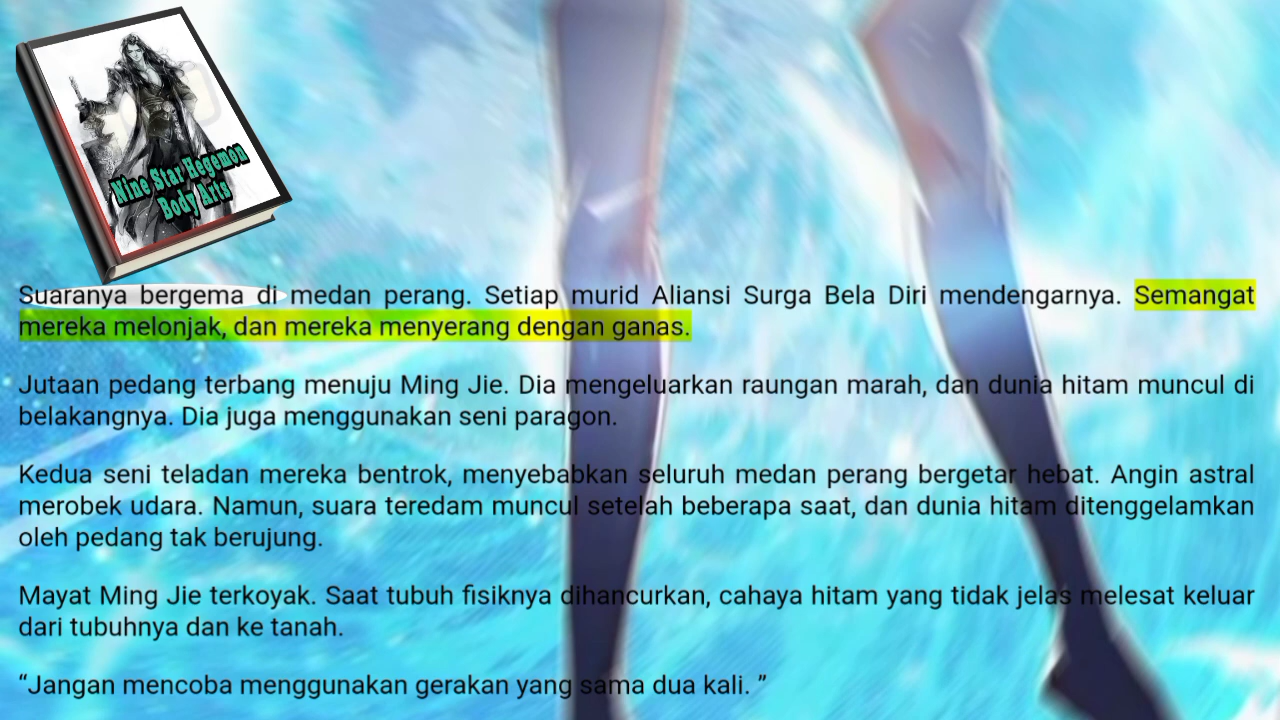 Nine Star Hegemon
Body Arts
Suaranya bergema di medan perang. Setiap murid Aliansi Surga Bela Diri mendengarnya. Semangat
mereka melonjak, dan mereka menyerang dengan ganas.
Jutaan pedang terbang menuju Ming Jie. Dia mengeluarkan raungan marah, dan dunia hitam muncul di
belakangnya. Dia juga menggunakan seni paragon.
Kedua seni teladan mereka bentrok, menyebabkan seluruh medan perang bergetar hebat. Angin astral
merobek udara. Namun, suara teredam muncul setelah beberapa saat, dan dunia hitam ditenggelamkan
oleh pedang tak berujung.
Mayat Ming Jie terkoyak. Saat tubuh fisiknya dihancurkan, cahaya hitam yang tidak jelas melesat keluar
dari tubuhnya dan ke tanah.
“Jangan mencoba menggunakan gerakan yang sama dua kali. ”